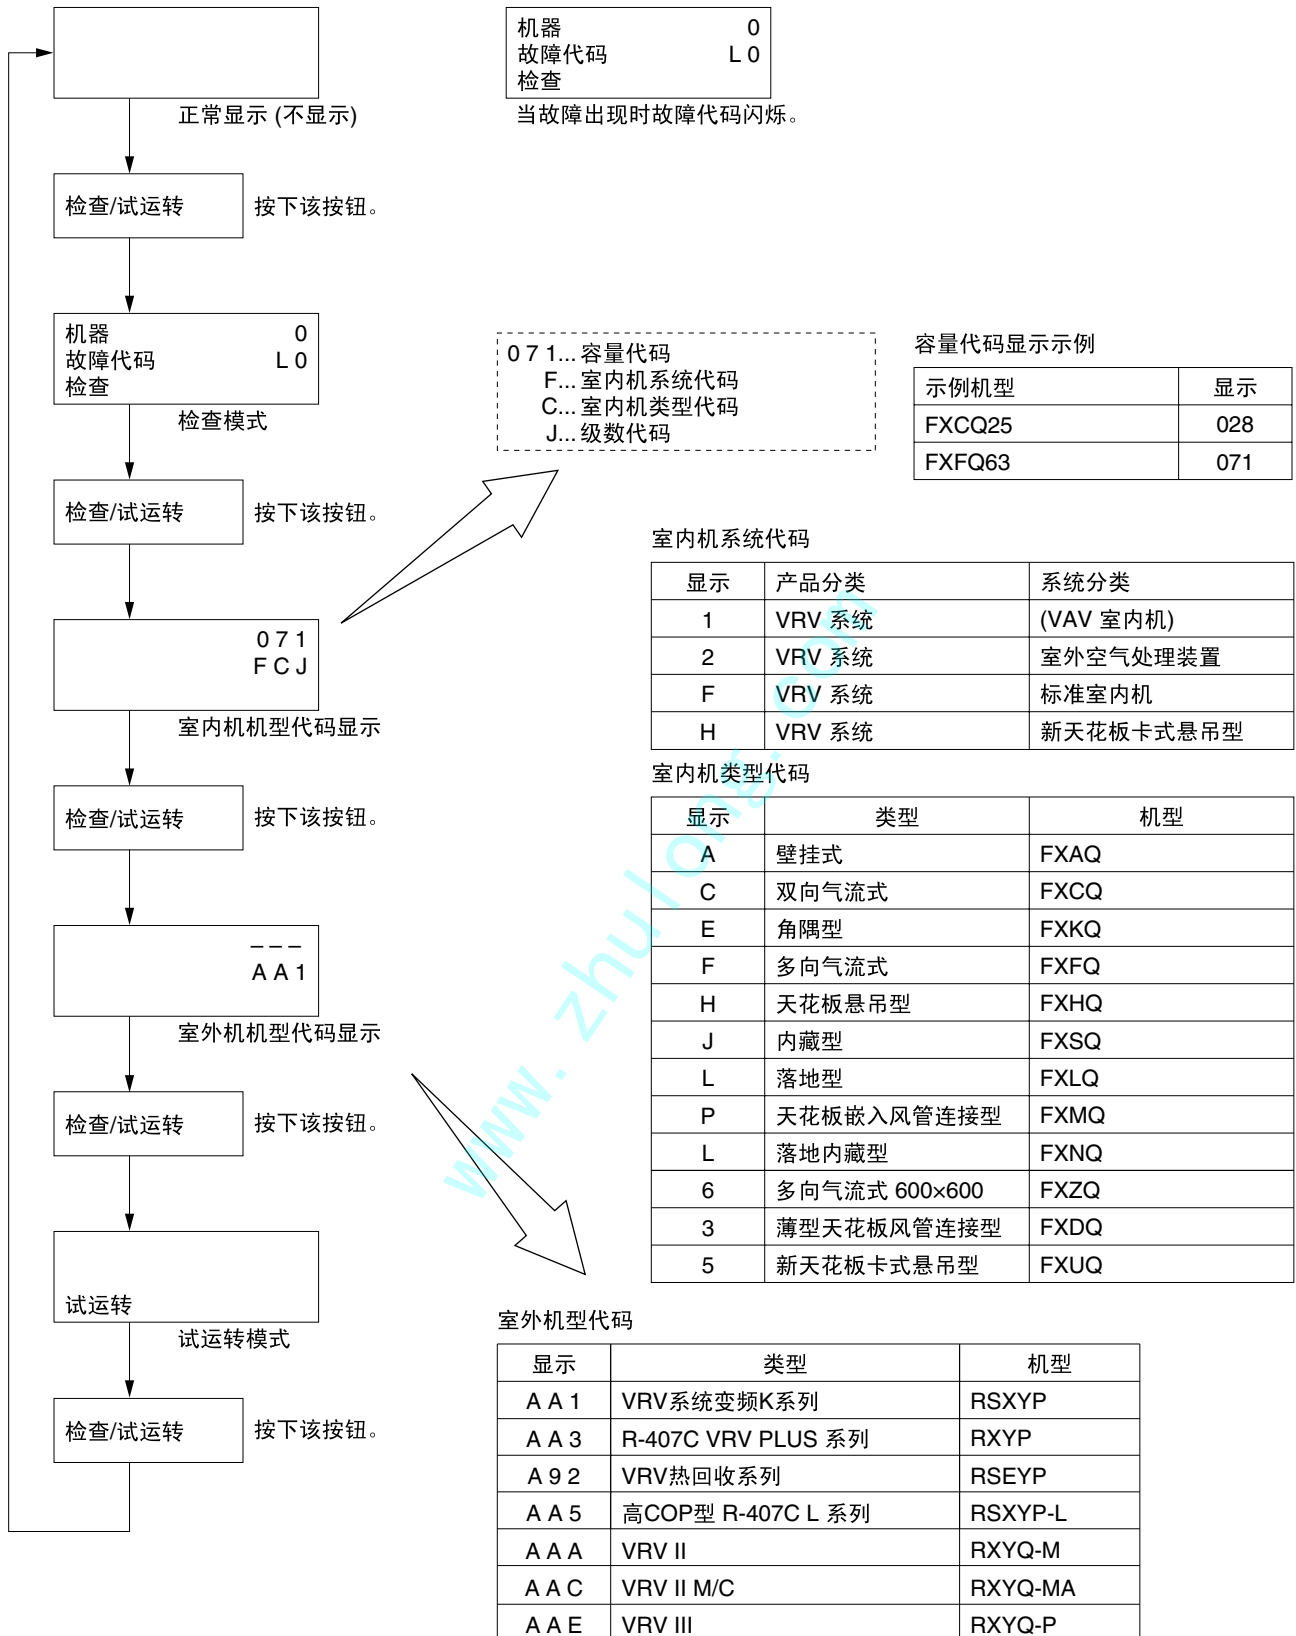 机器 0
故障代码 L 0
检查
正常显示 (不显示)
当故障出现时故障代码闪烁。
检查/试运转 按下该按钮。
机器 0
故障代码 L 0
检查
检查模式
0 7 1... 容量代码
F... 室内机系统代码
C... 室内机类型代码
J... 级数代码
容量代码显示示例
示例机型 显示
FXCQ25 028
FXFQ63 071
检查/试运转 按下该按钮。
0 7 1
F C J
室内机机型代码显示
室内机系统代码
显示 产品分类 系统分类
1 VRV 系统 (VAV 室内机)
2 VRV 系统 室外空气处理装置
F VRV 系统 标准室内机
H VRV 系统 新天花板卡式悬吊型
室内机类型代码
显示 类型 机型
A 壁挂式 FXAQ
C 双向气流式 FXCQ
E 角隅型 FXKQ
F 多向气流式 FXFQ
H 天花板悬吊型 FXHQ
J 内藏型 FXSQ
L 落地型 FXLQ
P 天花板嵌入风管连接型 FXMQ
L 落地内藏型 FXNQ
6 多向气流式 600×600 FXZQ
3 薄型天花板风管连接型 FXDQ
5 新天花板卡式悬吊型 FXUQ
检查/试运转 按下该按钮。
– – –
A A 1
室外机机型代码显示
检查/试运转 按下该按钮。
试运转
试运转模式
检查/试运转 按下该按钮。
室外机型代码
显示 类型 机型
A A 1 VRV系统变频K系列 RSXYP
A A 3 R-407C VRV PLUS 系列 RXYP
A 9 2 VRV热回收系列 RSEYP
A A 5 高COP型 R-407C L 系列 RSXYP-L
A A A VRV II RXYQ-M
A A C VRV II M/C RXYQ-MA
A A E VRV III RXYQ-P
www.zhulong.com